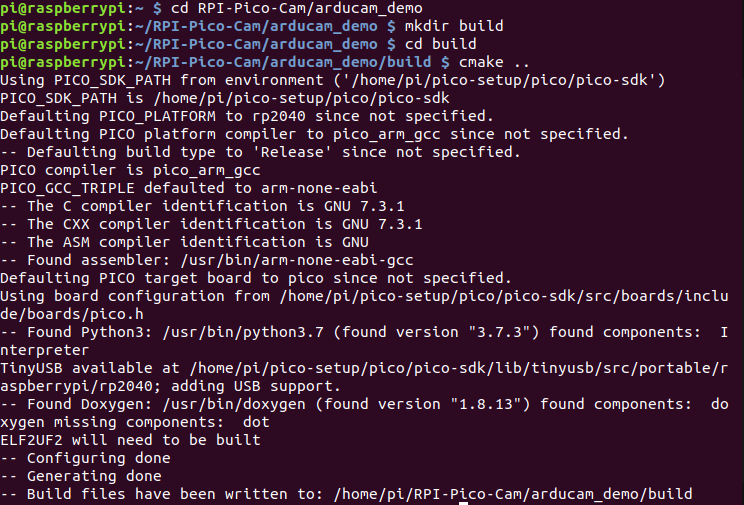 pi@raspberrypi:~ $ cd RPI-Pico-Cam/arducam_demo
pi@raspberrypi:~/RPI-Pico-Cam/arducam_demo $ mkdir build
pi@raspberrypi:~/RPI-Pico-Cam/arducam_demo $ cd build
pi@raspberrypi:~/RPI-Pico-Cam/arducam_demo/build $ cmake ..
Using PICO_SDK_PATH from environment ('/home/pi/pico-setup/pico/pico-sdk')
PICO_SDK_PATH is /home/pi/pico-setup/pico/pico-sdk
Defaulting PICO_PLATFORM to rp2040 since not specified.
Defaulting PICO platform compiler to pico_arm_gcc since not specified.
-- Defaulting build type to 'Release' since not specified.
PICO compiler is pico_arm_gcc
PICO_GCC_TRIPLE defaulted to arm-none-eabi
-- The C compiler identification is GNU 7.3.1
-- The CXX compiler identification is GNU 7.3.1
-- The ASM compiler identification is GNU
-- Found assembler: /usr/bin/arm-none-eabi-gcc
Defaulting PICO target board to pico since not specified.
Using board configuration from /home/pi/pico-setup/pico/pico-sdk/src/boards/inclu
de/boards/pico.h
-- Found Python3: /usr/bin/python3.7 (found version "3.7.3") found components:  I
nterpreter
TinyUSB available at /home/pi/pico-setup/pico/pico-sdk/lib/tinyusb/src/portable/r
aspberrypi/rp2040; adding USB support.
-- Found Doxygen: /usr/bin/doxygen (found version "1.8.13") found components:  do
xygen missing components:  dot
ELF2UF2 will need to be built
-- Configuring done
-- Generating done
-- Build files have been written to: /home/pi/RPI-Pico-Cam/arducam_demo/build